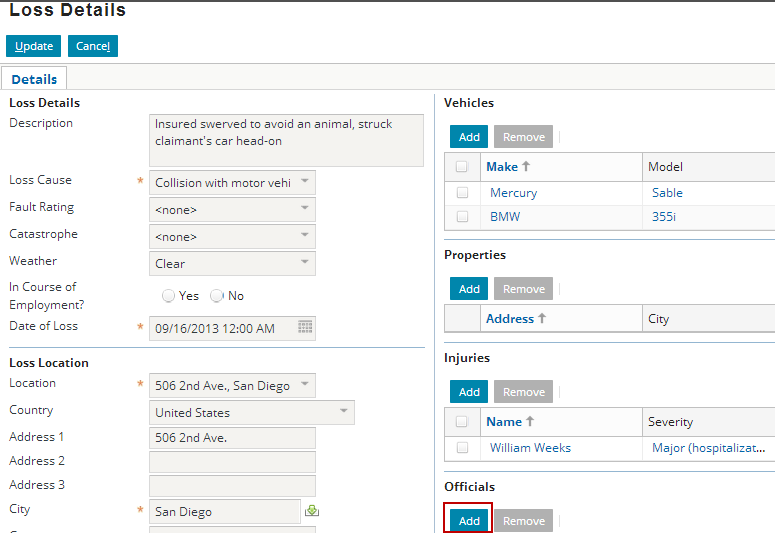 Loss Details
Update Cancel
Details
Loss Details
Description Insured swerved to avoid an animal, struck
claimant's car head-on
Loss Cause * Collision with motor vehi
Fault Rating <none>
Catastrophe <none>
Weather Clear
In Course of
Employment? Yes No
Date of Loss * 09/16/2013 12:00 AM
Loss Location
Location * 506 2nd Ave., San Diego
Country United States
Address 1 506 2nd Ave.
Address 2
Address 3
City * San Diego
Vehicles
Add Remove
Make Model
Mercury Sable
BMW 355i
Properties
Add Remove
Address City
Injuries
Add Remove
Name Severity
William Weeks Major (hospitalizat...
Officials
Add Remove